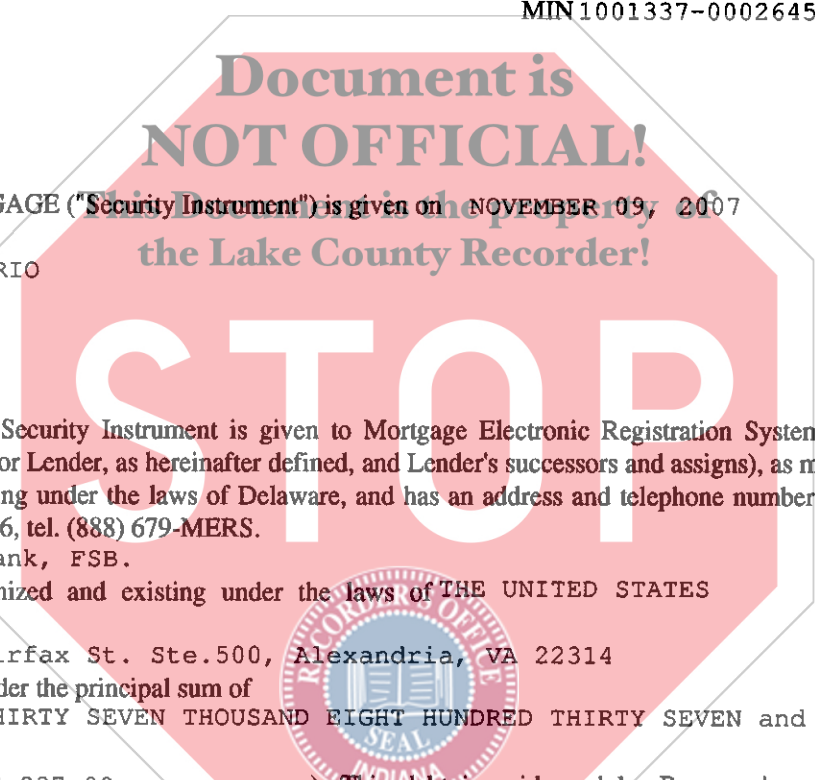 MIN 1001337-0002645
Document is
NOT OFFICIAL!
GAGE ("Security Instrument") is given on NOVEMBER 09, 2007
This Document is the property of
the Lake County Recorder!
RIO
STOP
Security Instrument is given to Mortgage Electronic Registration System
or Lender, as hereinafter defined, and Lender's successors and assigns), as m
ng under the laws of Delaware, and has an address and telephone number
6, tel. (888) 679-MERS.
ank, FSB.
nized and existing under the laws of THE UNITED STATES
irfax St. Ste.500, Alexandria, VA 22314
der the principal sum of
HIRTY SEVEN THOUSAND EIGHT HUNDRED THIRTY SEVEN and
RECORDER'S OFFICE
SEAL
INDIANA